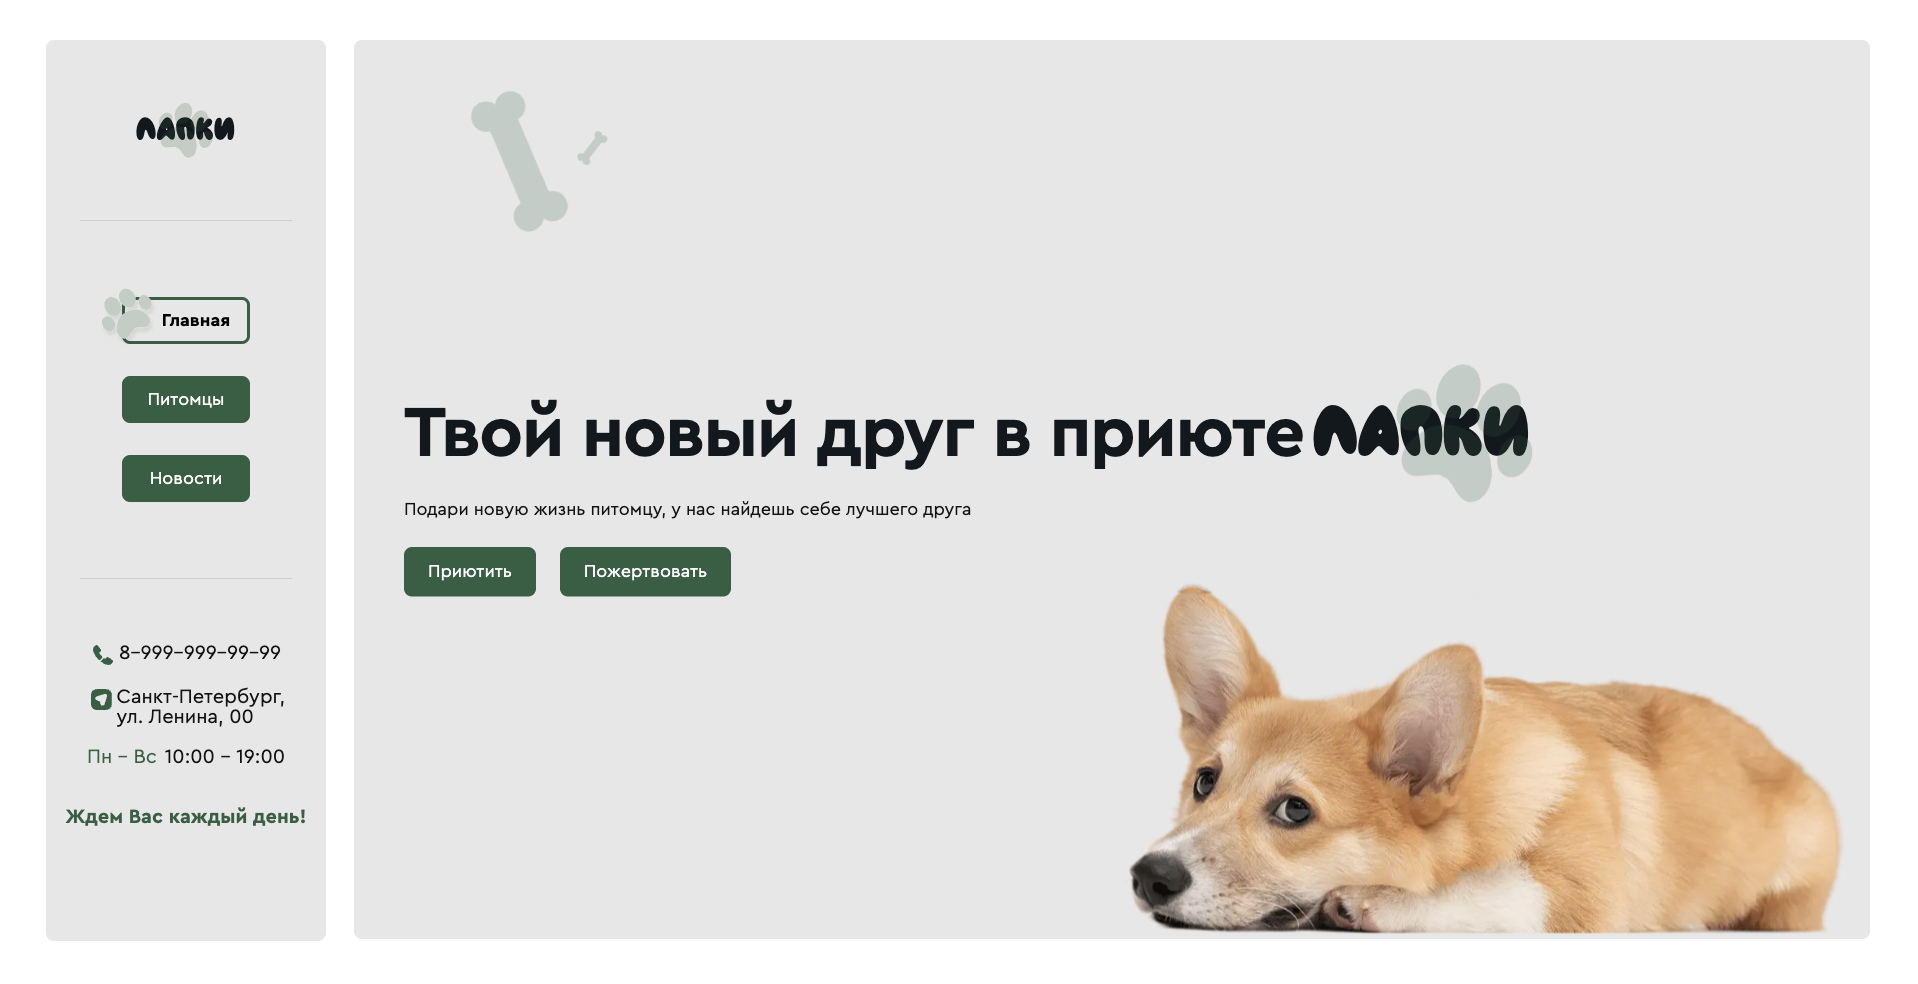 ЛАПКИ
Главная
Питомцы
Новости
8-999-999-99-99
Санкт-Петербург,
ул. Ленина, 00
Пн - Вс 10:00 - 19:00
Ждем Вас каждый день!
Твой новый друг в приюте ЛАПКИ
Подари новую жизнь питомцу, у нас найдешь себе лучшего друга
Приютить Пожертвовать